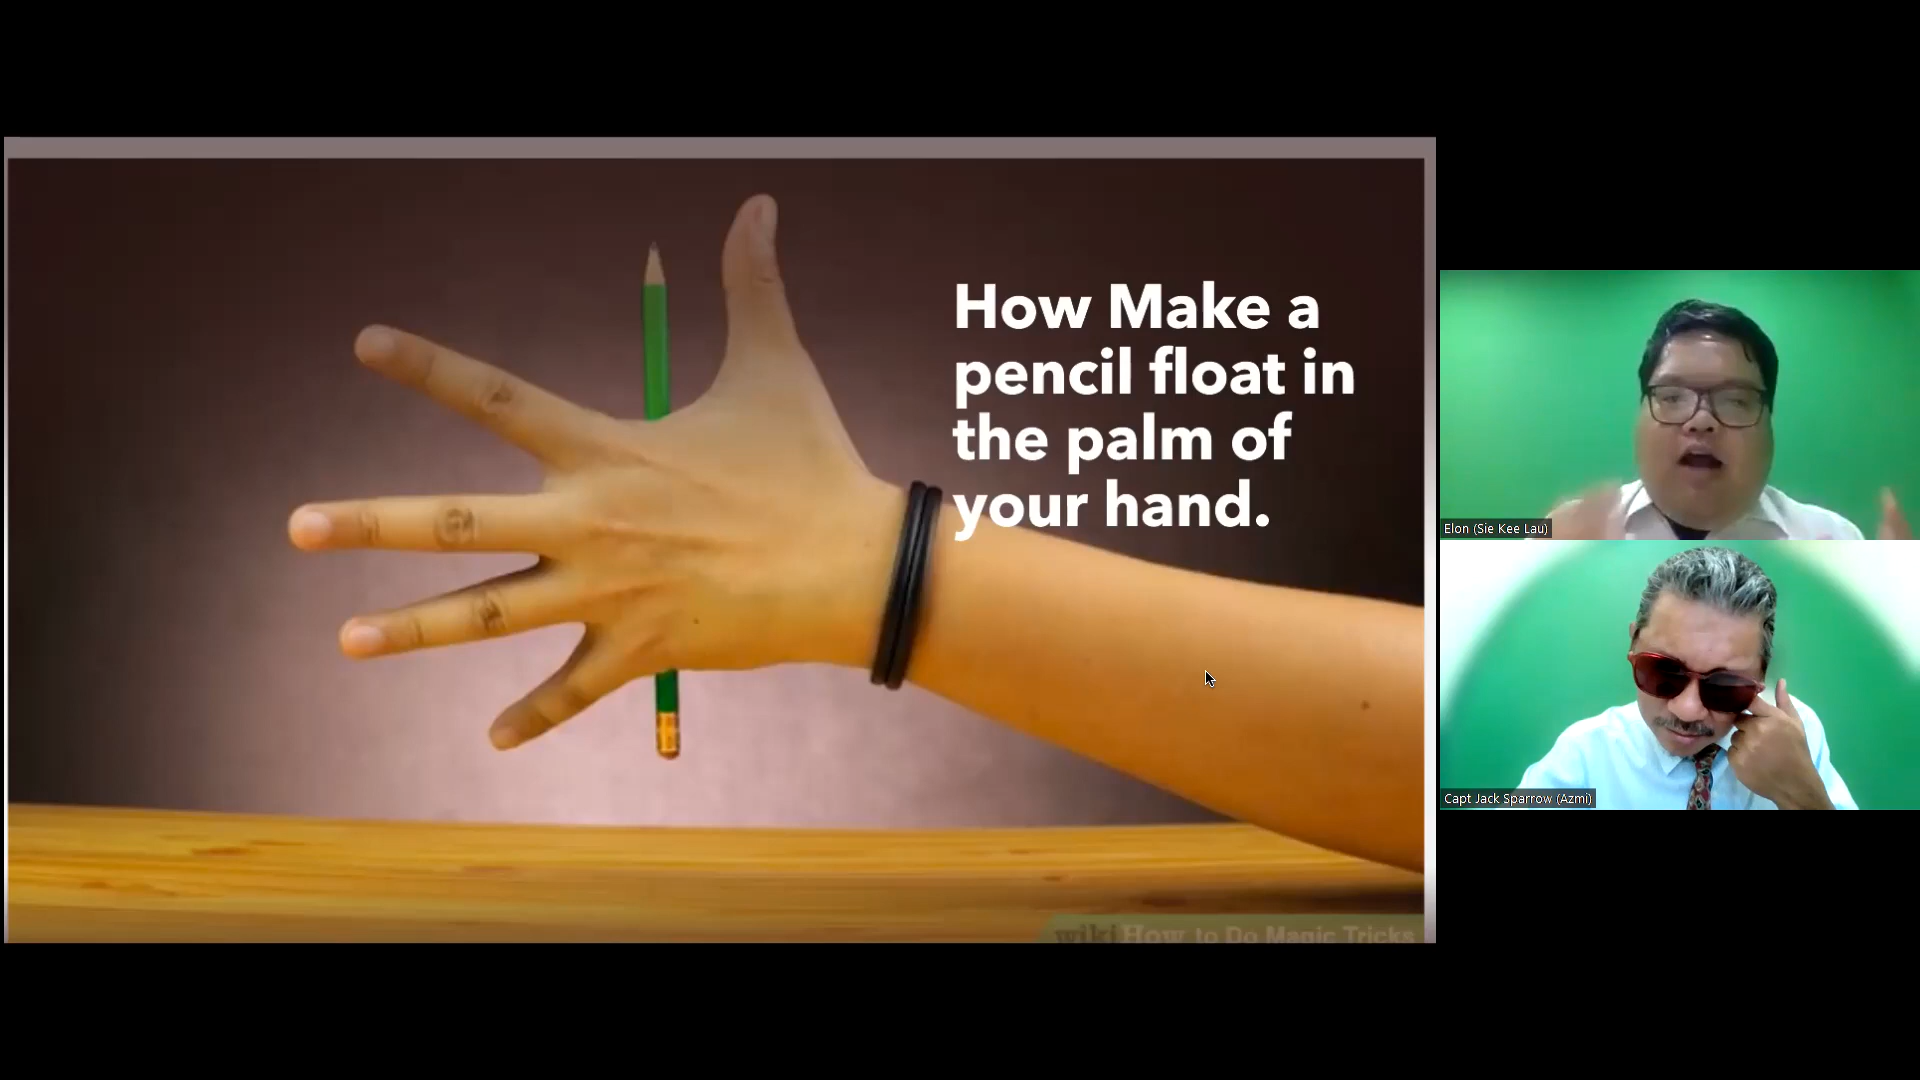 How Make a
pencil float in
the palm of
your hand.
wikiHow to Do Magic Tricks
Elon (Sie Kee Lau)
Capt Jack Sparrow (Azmi)